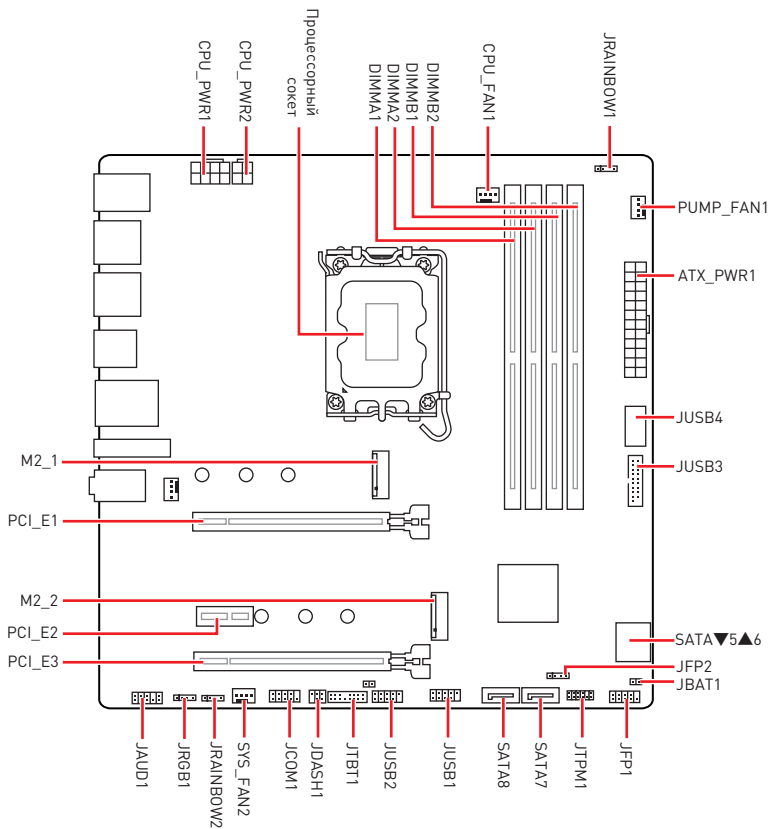 CPU_PWR1
CPU_PWR2
Процессорный
сокет
DIMMA1
DIMMA2
DIMMB1
DIMMB2
CPU_FAN1
JRAINBOW1
PUMP_FAN1
ATX_PWR1
JUSB4
JUSB3
M2_1
PCI_E1
M2_2
PCI_E2
PCI_E3
SATA▼5▲6
JFP2
JBAT1
JAUD1
JRGB1
JRAINBOW2
SYS_FAN2
JCOM1
JDASH1
JTBT1
JUSB2
JUSB1
SATA8
SATA7
JTPM1
JFP1